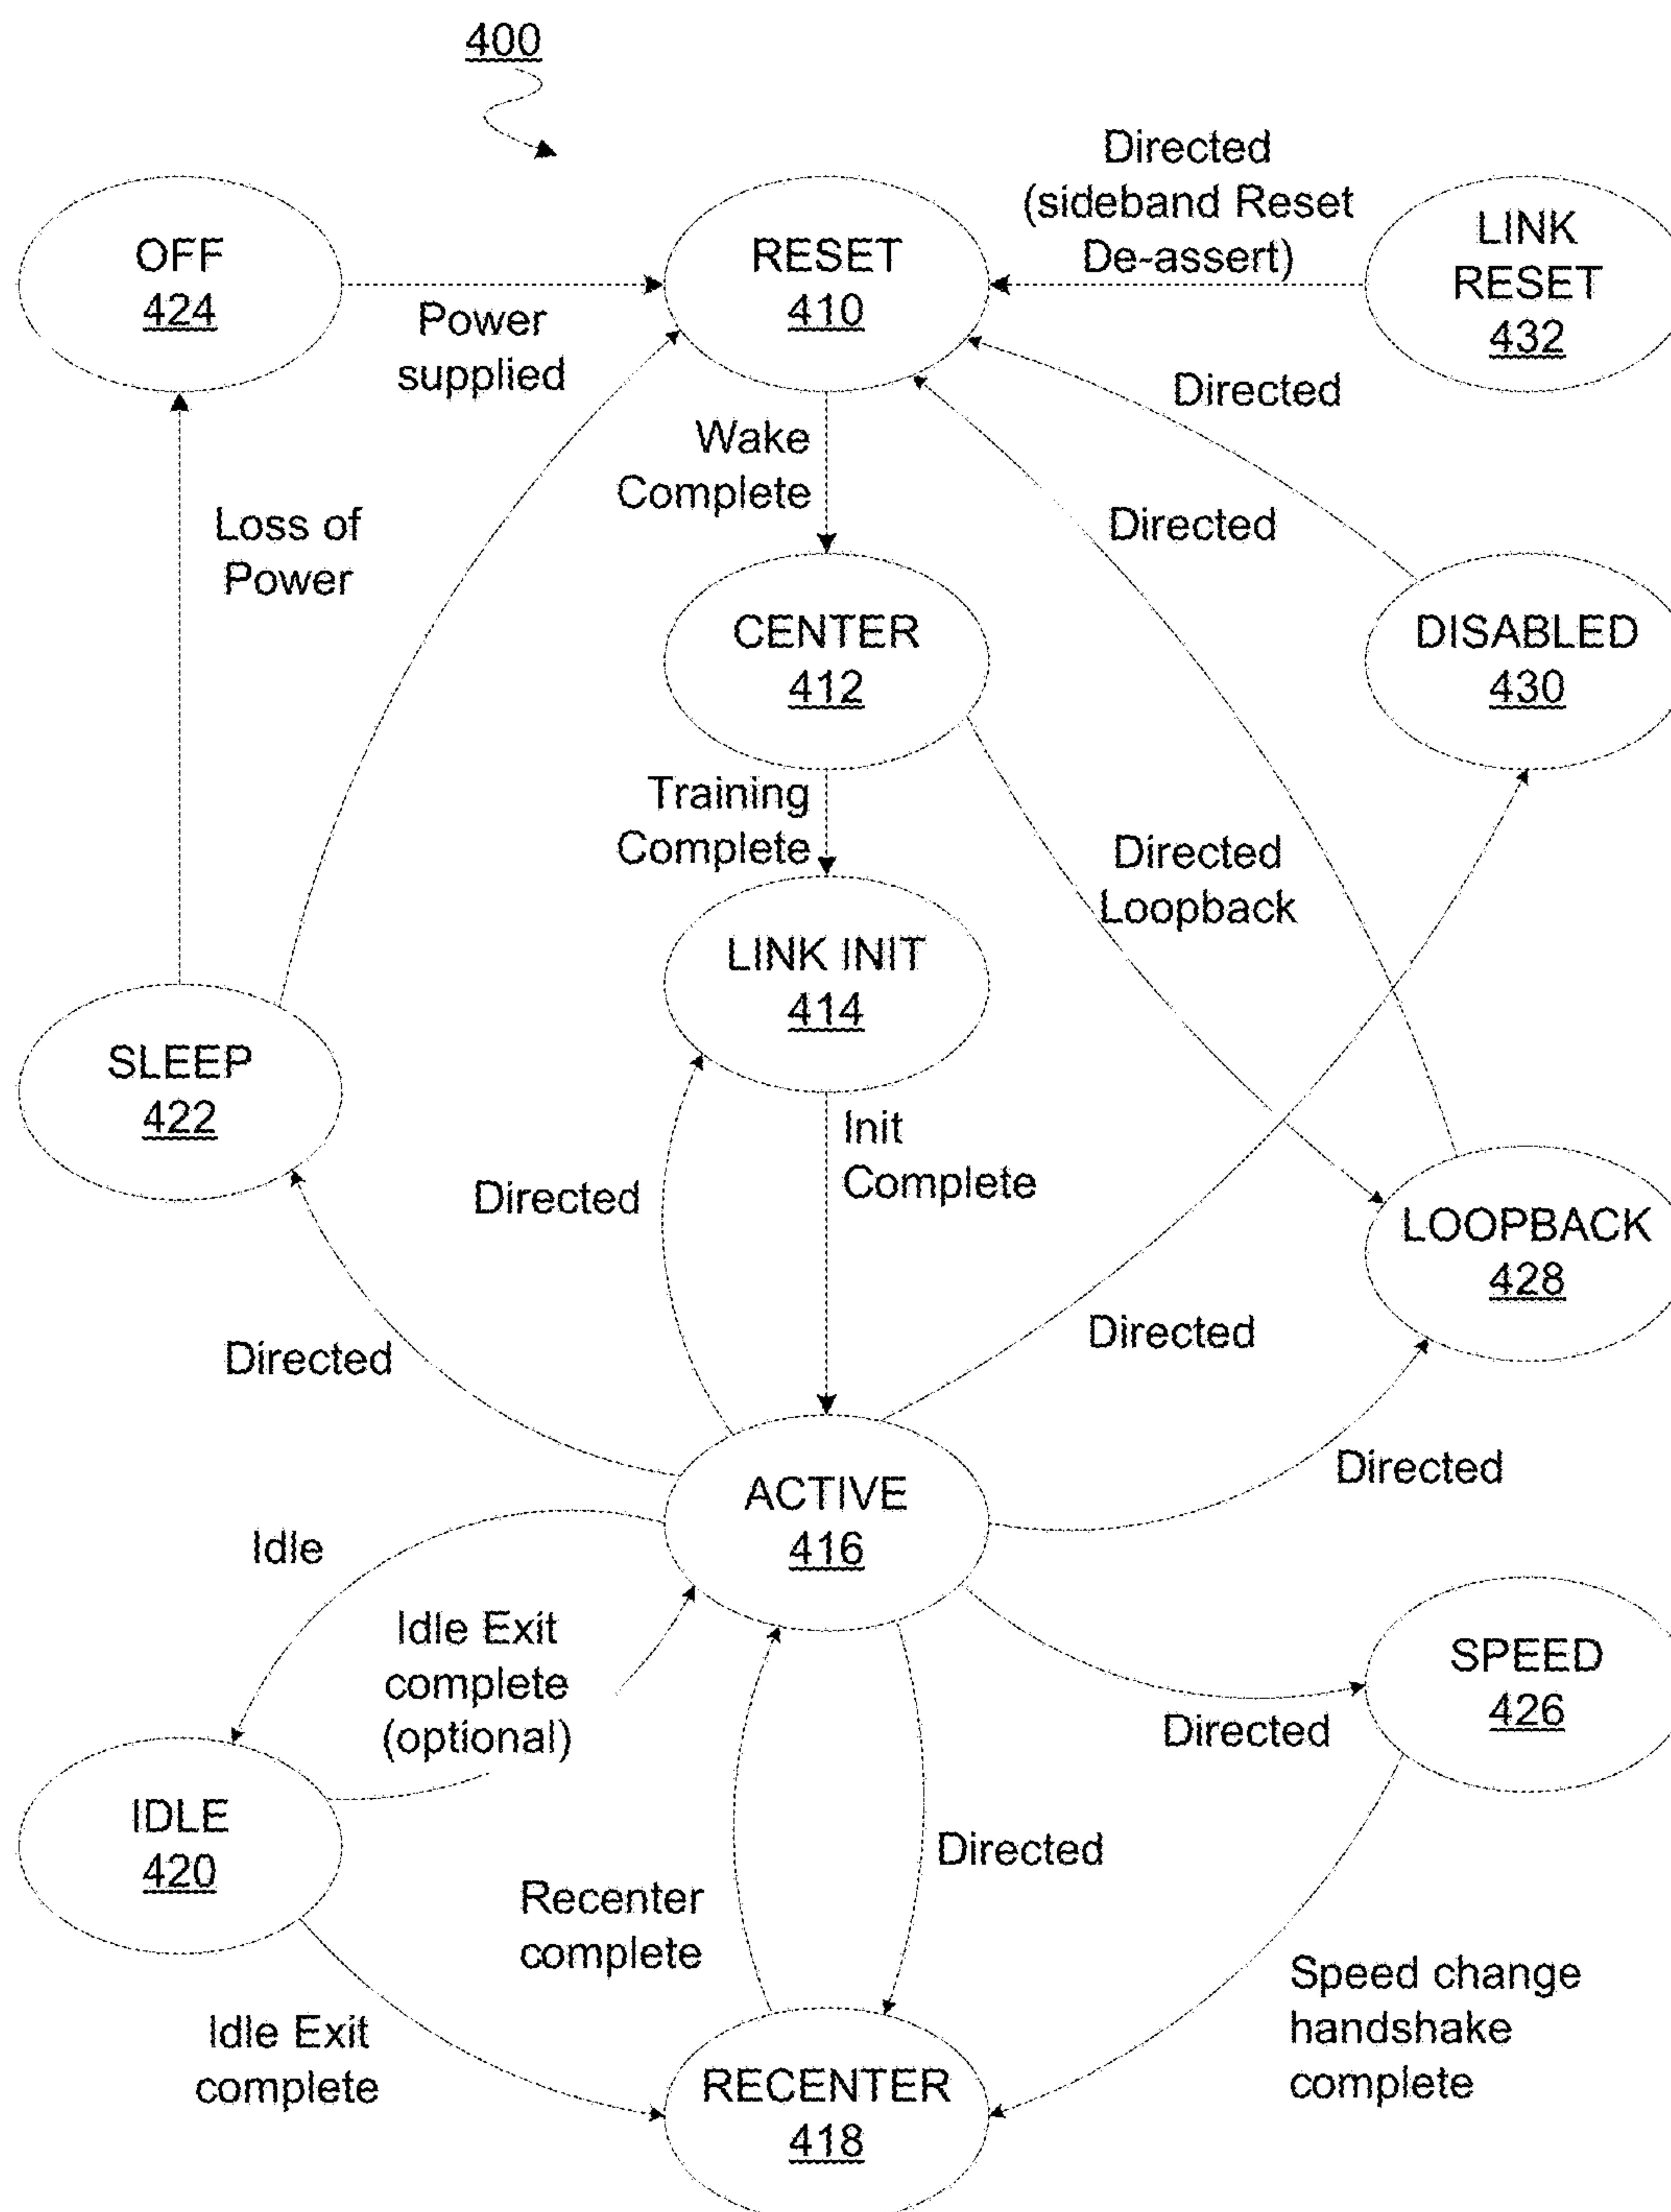 400
OFF
424
Power
supplied
RESET
410
Directed
(sideband Reset
De-assert)
LINK
RESET
432
Directed
Wake
Complete
Directed
Loss of
Power
CENTER
412
DISABLED
430
Training
Complete
Directed
Loopback
LINK INIT
414
SLEEP
422
Init
Complete
Directed
LOOPBACK
428
Directed
Directed
Directed
ACTIVE
416
Idle
Idle Exit
complete
(optional)
SPEED
426
Directed
IDLE
420
Directed
Recenter
complete
Speed change
handshake
complete
Idle Exit
complete
RECENTER
418